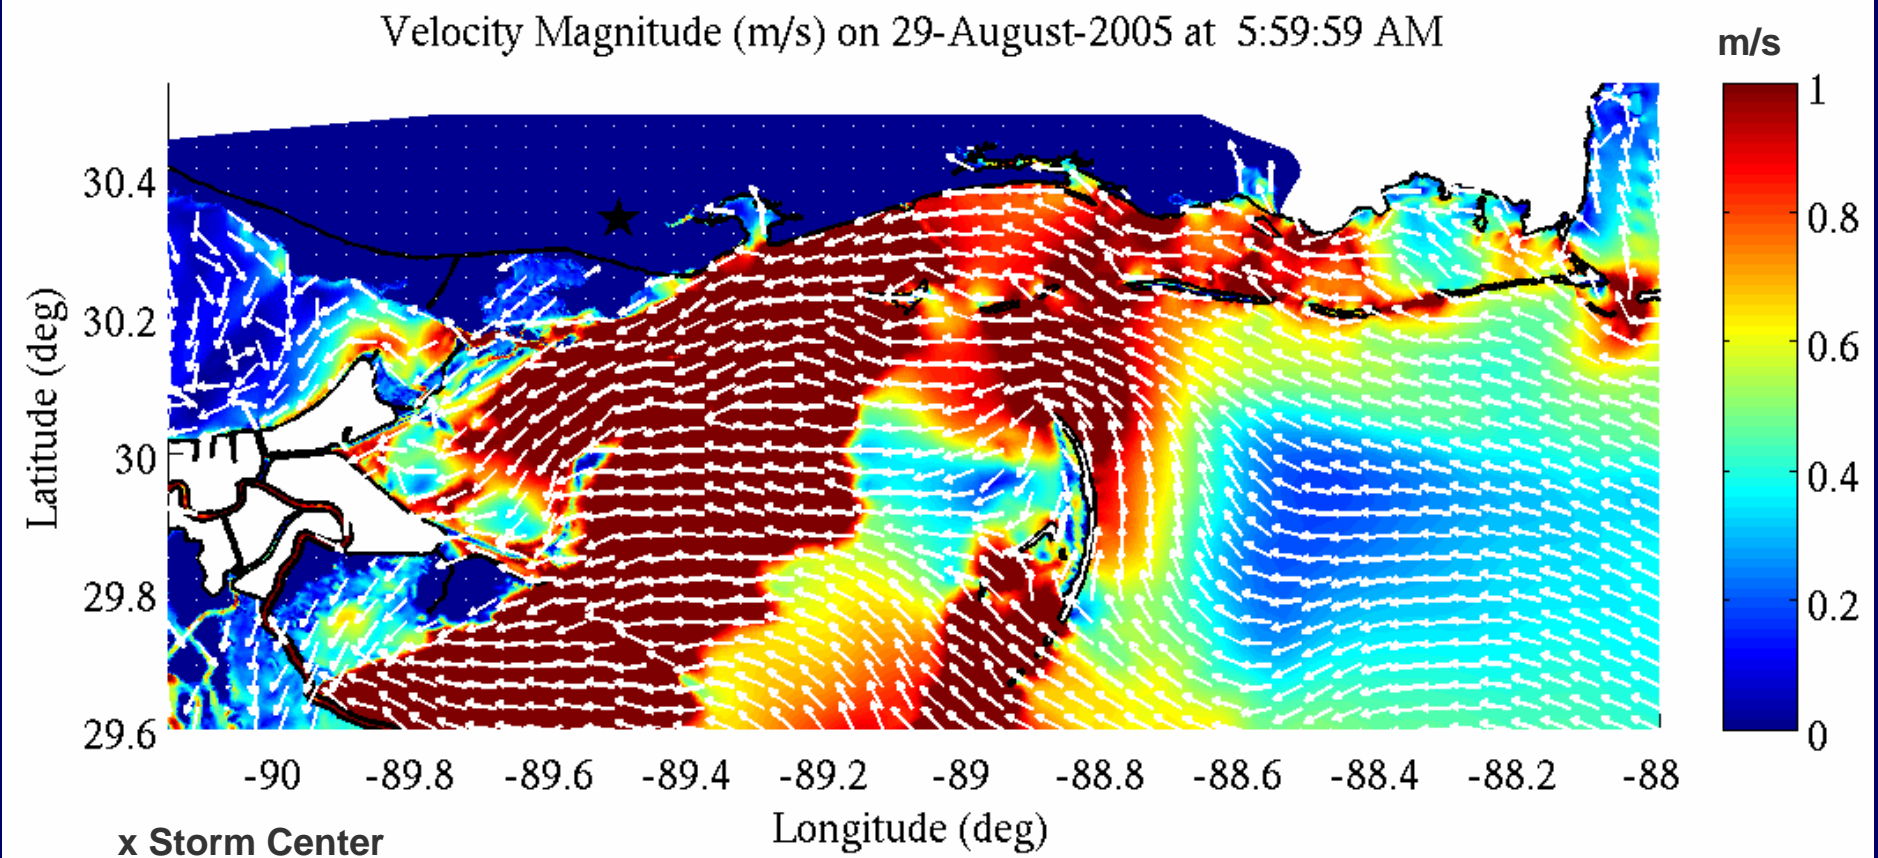 Velocity Magnitude (m/s) on 29-August-2005 at 5:59:59 AM
m/s
1
0.8
0.6
0.4
0.2
0
Latitude (deg)
30.4
30.2
30
29.8
29.6
-90 -89.8 -89.6 -89.4 -89.2 -89 -88.8 -88.6 -88.4 -88.2 -88
Longitude (deg)
x Storm Center